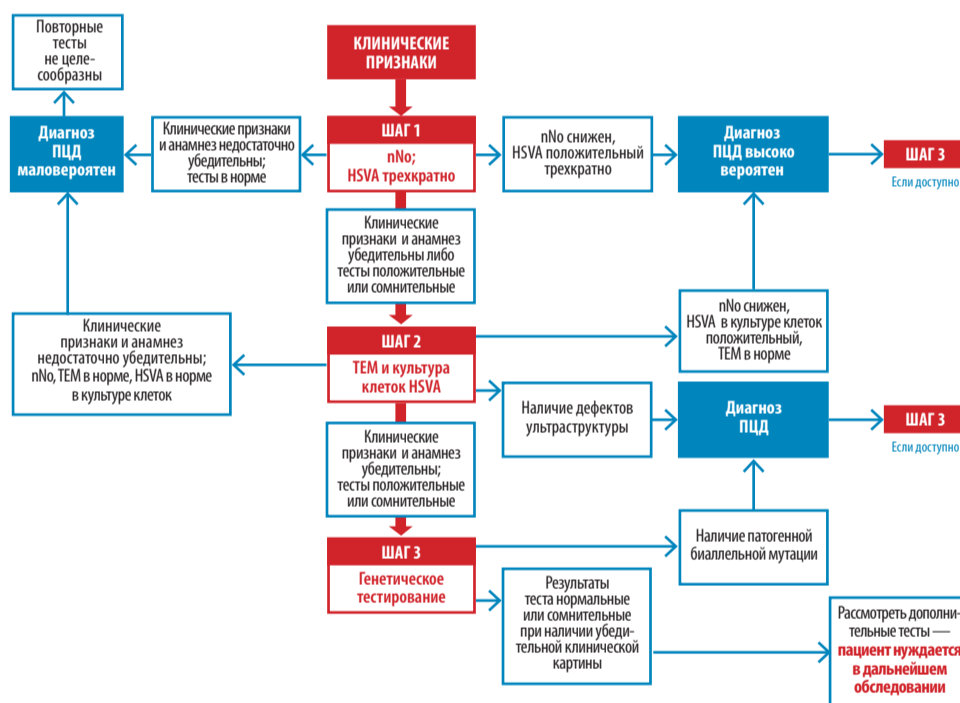 Повторные
тесты
не целе-
сообразны
КЛИНИЧЕСКИЕ
ПРИЗНАКИ
Диагноз
ПЦД
маловероятен
Клинические признаки
и анамнез недостаточно
убедительны;
тесты в норме
ШАГ 1
nNo;
HSVA трехкратно
nNo снижен,
HSVA положительный
трехкратно
Диагноз
ПЦД высоко
вероятен
ШАГ 3
Если доступно
Клинические
признаки и анамнез
убедительны либо
тесты положительные
или сомнительные
Клинические
признаки и анамнез
недостаточно убедительны;
nNo, TEM в норме, HSVA в норме
в культуре клеток
ШАГ 2
TEM и культура
клеток HSVA
nNo снижен,
HSVA в культуре клеток
положительный,
TEM в норме
Наличие дефектов
ультраструктуры
Диагноз
ПЦД
ШАГ 3
Если доступно
Клинические
признаки и анамнез
убедительны;
тесты положительные
или сомнительные
ШАГ 3
Генетическое
тестирование
Наличие патогенной
биаллельной мутации
Результаты
теста нормальные
или сомнительные
при наличии убеди-
тельной клинической
картины
Рассмотреть дополни-
тельные тесты —
пациент нуждается
в дальнейшем
обследовании